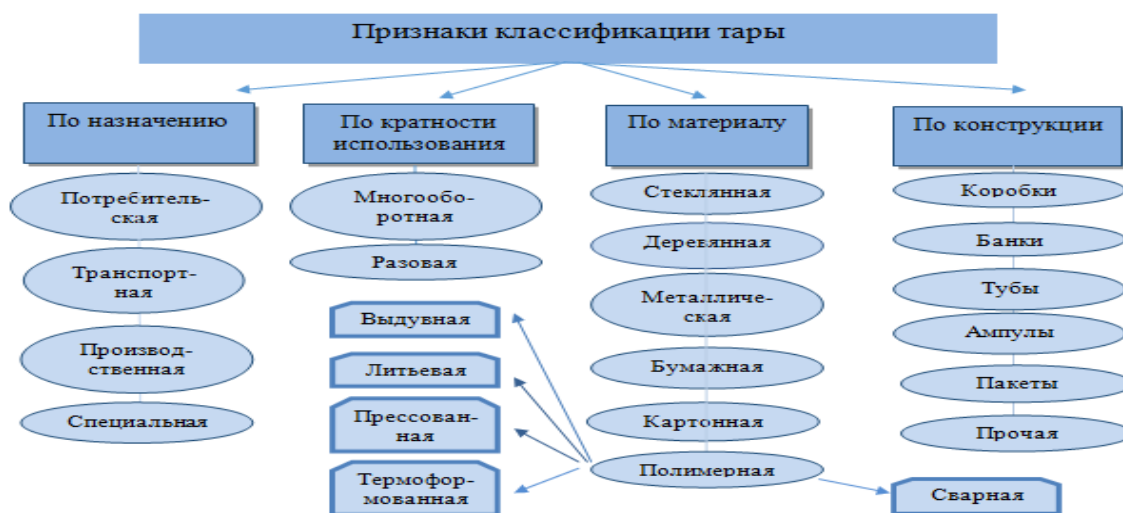 Признаки классификации тары
По назначению
Потребитель-
ская
Транспорт-
ная
Производ-
ственная
Специальная
По кратности
использования
Многообо-
ротная
Разовая
По материалу
Стеклянная
Деревянная
Металличе-
ская
Бумажная
Картонная
Полимерная
Выдувная
Литьевая
Прессован-
ная
Термофор-
мованная
Сварная
По конструкции
Коробки
Банки
Тубы
Ампулы
Пакеты
Прочая